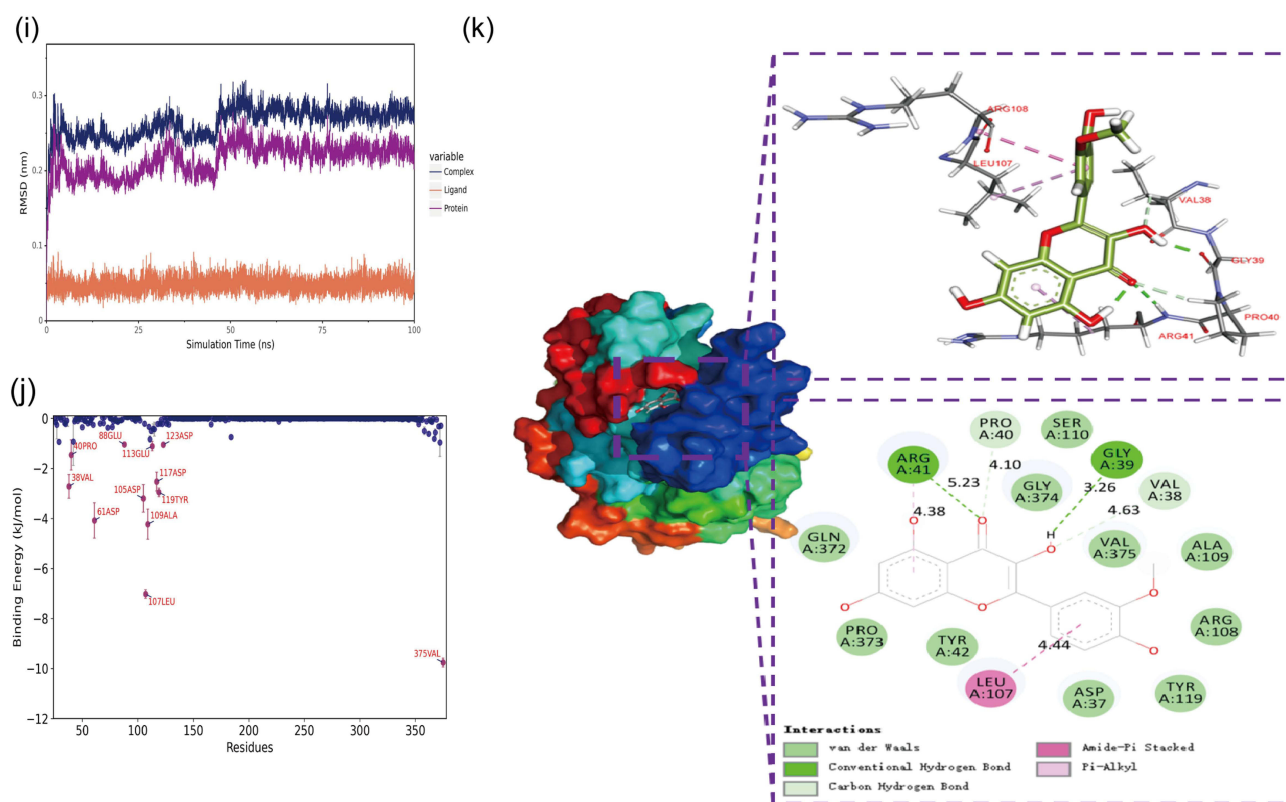 (i)
0.3
0.2
0.1
0
RMSD (nm)
0
25
50
75
100
Simulation Time (ns)
variable
Complex
Ligand
Protein
(j)
0
−2
−4
−6
−8
−10
−12
Binding Energy (kJ/mol)
50
100
150
200
250
300
350
Residues
40PRO
38VAL
61ASP
88GLU
113GLU
123ASP
117ASP
105ASP
119TYR
109ALA
107LEU
375VAL
(k)
ARG108
LEU107
VAL38
GLY39
PRO40
ARG41
PRO
A:40
SER
A:110
ARG
A:41
GLY
A:39
4.10
5.23
3.26
GLY
A:374
VAL
A:38
4.38
4.63
GLN
A:372
O
O
H
O
VAL
A:375
ALA
A:109
O
O
O
O
PRO
A:373
TYR
A:42
4.44
ARG
A:108
LEU
A:107
ASP
A:37
TYR
A:119
Interactions
van der Waals
Conventional Hydrogen Bond
Carbon Hydrogen Bond
Amide-Pi Stacked
Pi-Alkyl